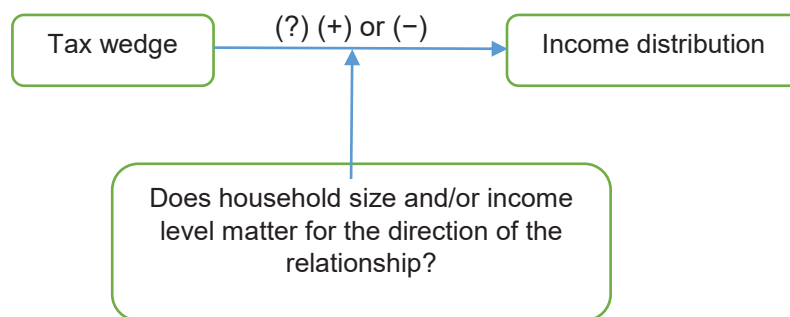 Tax wedge
(?) (+) or (−)
Income distribution
Does household size and/or income
level matter for the direction of the
relationship?